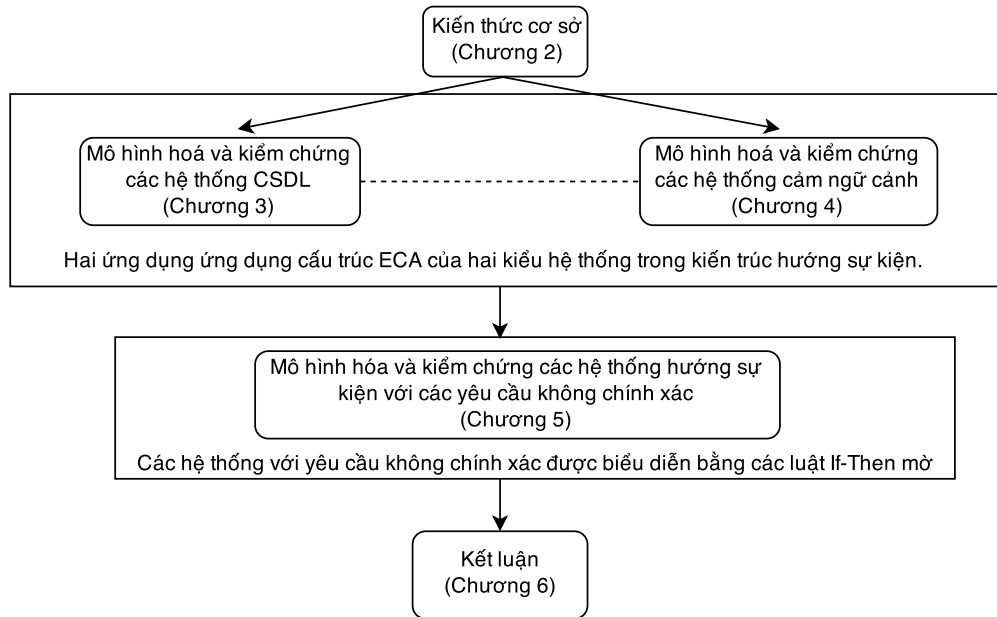 Kiến thức cơ sở
(Chương 2)
Mô hình hoá và kiểm chứng
các hệ thống CSDL
(Chương 3)
Mô hình hoá và kiểm chứng
các hệ thống cảm ngữ cảnh
(Chương 4)
Hai ứng dụng ứng dụng cấu trúc ECA của hai kiểu hệ thống trong kiến trúc hướng sự kiện.
Mô hình hóa và kiểm chứng các hệ thống hướng sự
kiện với các yêu cầu không chính xác
(Chương 5)
Các hệ thống với yêu cầu không chính xác được biểu diễn bằng các luật If-Then mờ
Kết luận
(Chương 6)